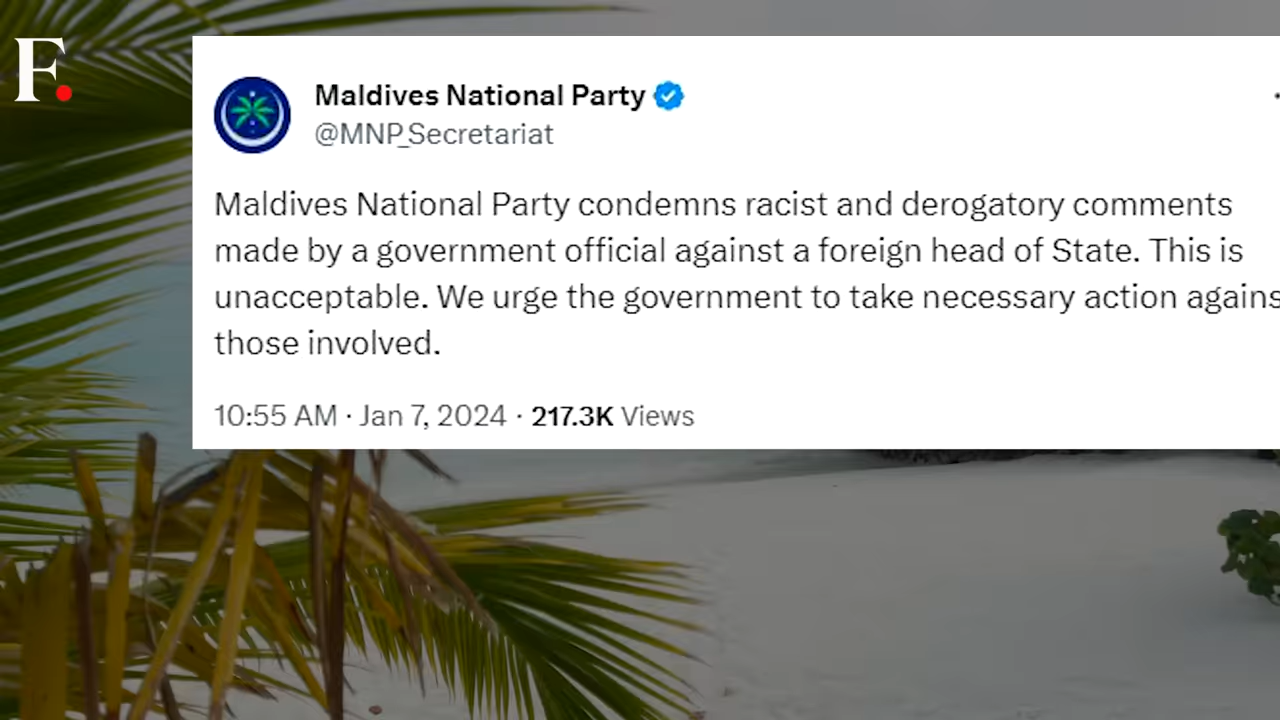 F.
Maldives National Party
@MNP_Secretariat
Maldives National Party condemns racist and derogatory comments
made by a government official against a foreign head of State. This is
unacceptable. We urge the government to take necessary action agains
those involved.
10:55 AM · Jan 7, 2024 · 217.3K Views